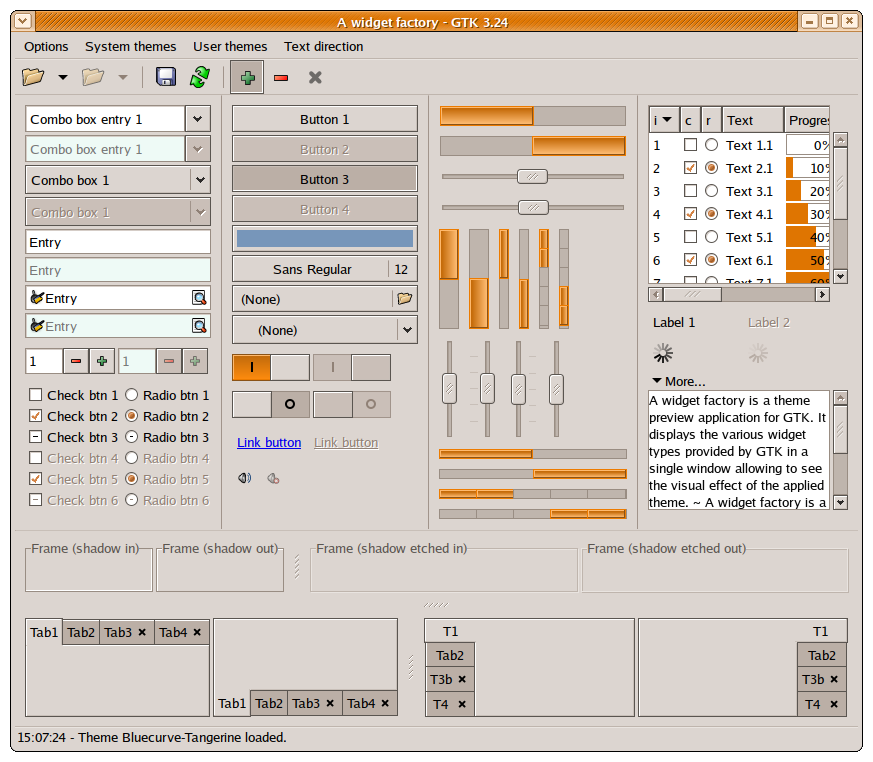 A widget factory - GTK 3.24
Options System themes User themes Text direction
Combo box entry 1
Combo box entry 1
Combo box 1
Combo box 1
Entry
Entry
Entry
Entry
1 1
Check btn 1 Radio btn 1
Check btn 2 Radio btn 2
Check btn 3 Radio btn 3
Check btn 4 Radio btn 4
Check btn 5 Radio btn 5
Check btn 6 Radio btn 6
Button 1
Button 2
Button 3
Button 4
Sans Regular 12
(None)
(None)
Link button Link button
i c r Text Progre
1 Text 1.1 0%
2 Text 2.1 10%
3 Text 3.1 20%
4 Text 4.1 30%
5 Text 5.1 40%
6 Text 6.1 50%
7 Text 7.1 60%
Label 1 Label 2
More...
A widget factory is a theme
preview application for GTK. It
displays the various widget
types provided by GTK in a
single window allowing to see
the visual effect of the applied
theme. ~ A widget factory is a
Frame (shadow in) Frame (shadow out) Frame (shadow etched in) Frame (shadow etched out)
Tab1 Tab2 Tab3 Tab4
Tab1 Tab2 Tab3 Tab4
T1
Tab2
T3b
T4
T1
Tab2
T3b
T4
15:07:24 - Theme Bluecurve-Tangerine loaded.